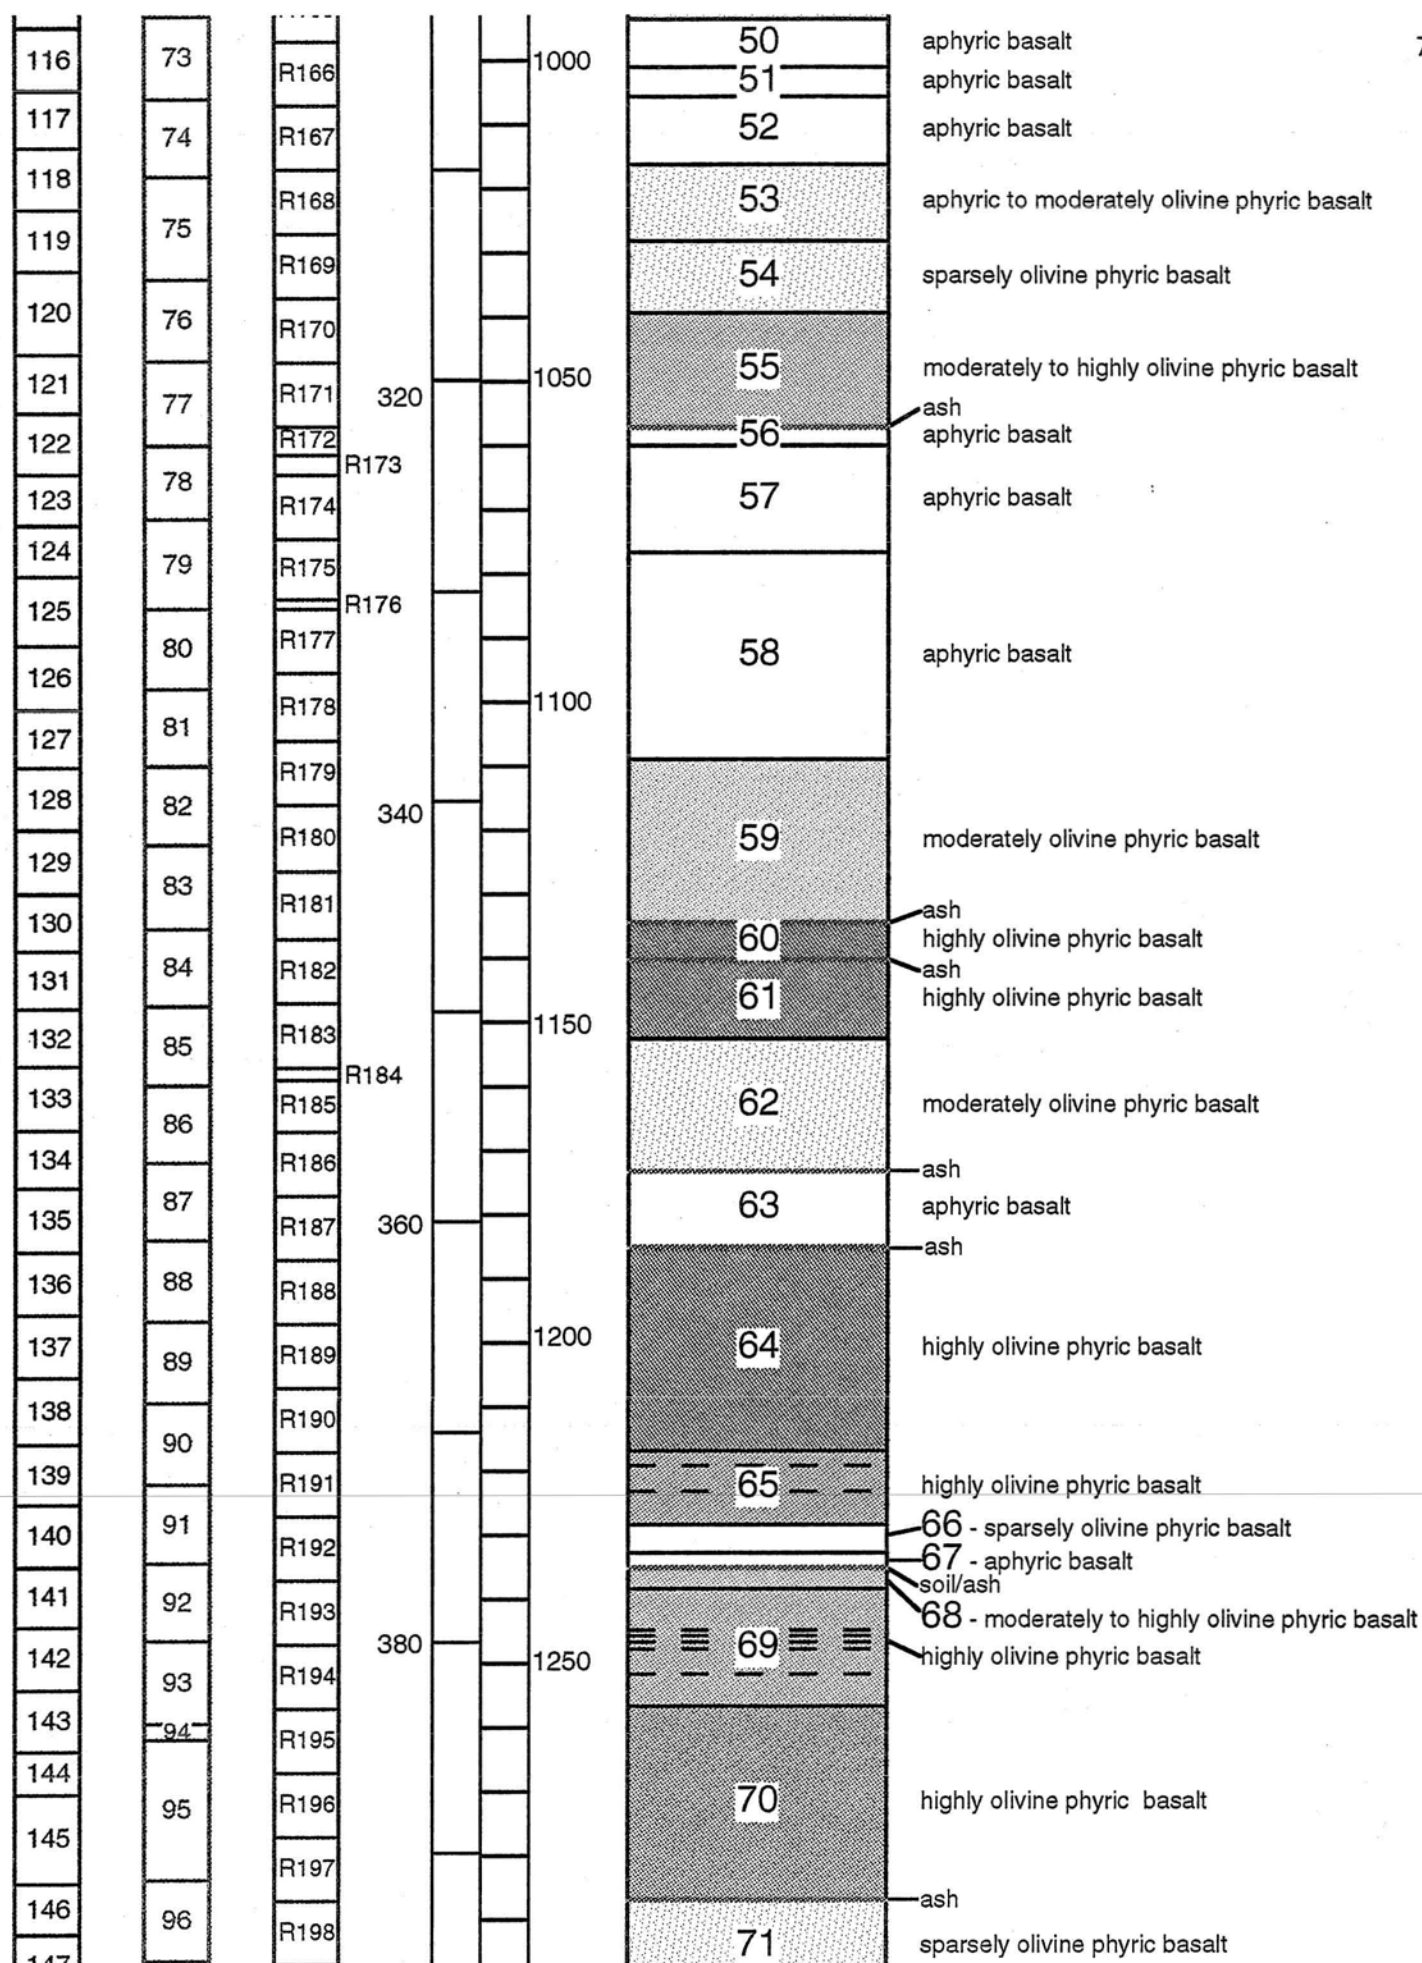 50 aphyric basalt
7
116 73 R166 1000
51 aphyric basalt
117 74 R167 52 aphyric basalt
118 75 R168 53 aphyric to moderately olivine phyric basalt
119 R169 54 sparsely olivine phyric basalt
120 76 R170
55 moderately to highly olivine phyric basalt
121 77 R171 320 1050
ash
122 R172 56 aphyric basalt
R173
123 78 R174 57 aphyric basalt
124 79 R175
125 R176
80 R177 58 aphyric basalt
126 81 R178 1100
127 R179
128 82 340
129 83 R180 59 moderately olivine phyric basalt
130 R181 ash
60 highly olivine phyric basalt
131 84 R182 ash
61 highly olivine phyric basalt
132 85 R183 1150
R184
133 86 R185 62 moderately olivine phyric basalt
134 R186 ash
135 87 R187 360 63 aphyric basalt
ash
136 88 R188
137 89 R189 1200 64 highly olivine phyric basalt
138 90 R190
139 R191 65 highly olivine phyric basalt
140 91 R192 66 - sparsely olivine phyric basalt
67 - aphyric basalt
soil/ash
141 92 R193 68 - moderately to highly olivine phyric basalt
142 380 1250 69 highly olivine phyric basalt
93 R194
143 94 R195
144 95 R196 70 highly olivine phyric basalt
145 R197
146 96 ash
R198 71 sparsely olivine phyric basalt
147